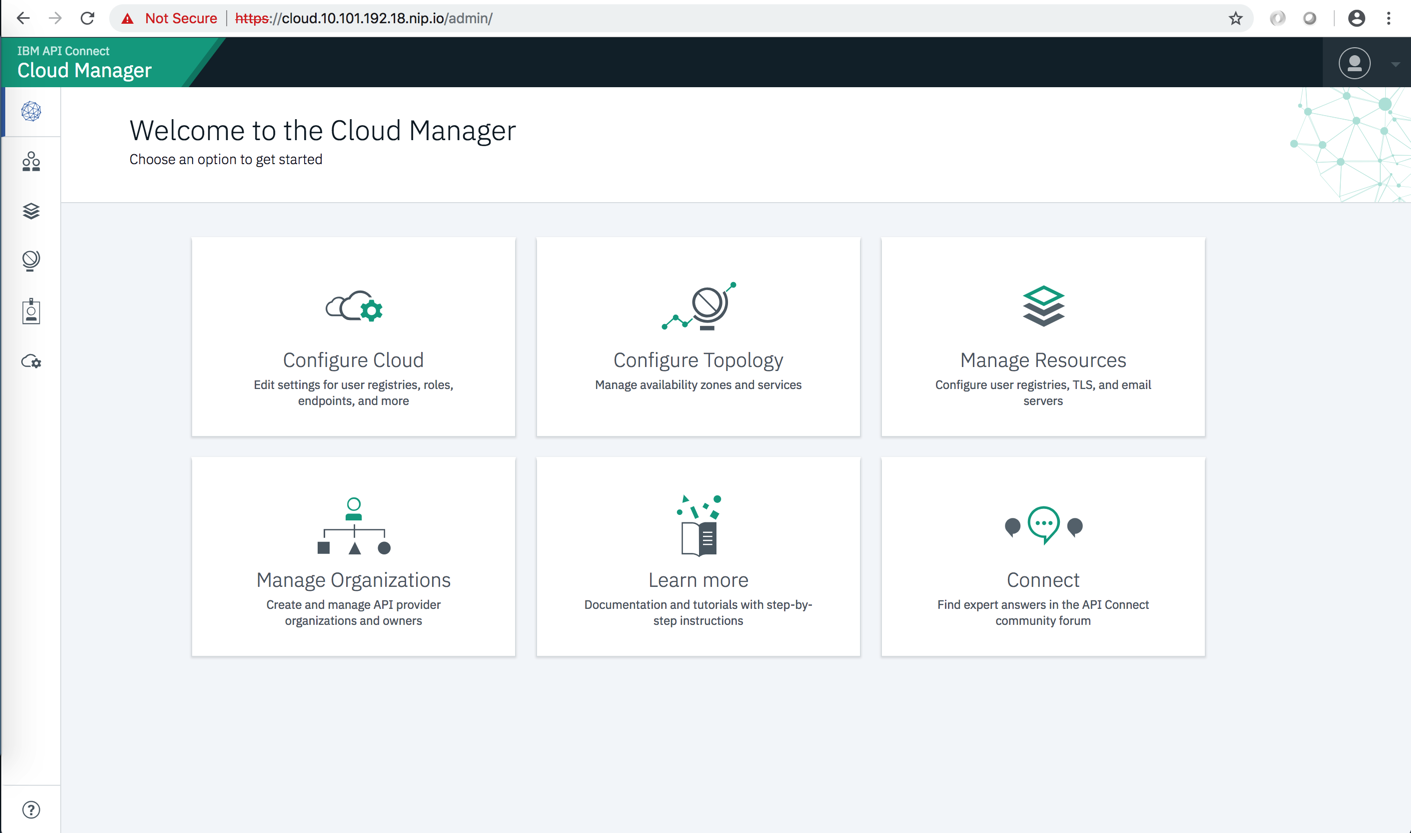 Not Secure | https://cloud.10.101.192.18.nip.io/admin/
IBM API Connect
Cloud Manager
Welcome to the Cloud Manager
Choose an option to get started
Configure Cloud
Edit settings for user registries, roles,
endpoints, and more
Configure Topology
Manage availability zones and services
Manage Resources
Configure user registries, TLS, and email
servers
Manage Organizations
Create and manage API provider
organizations and owners
Learn more
Documentation and tutorials with step-by-
step instructions
Connect
Find expert answers in the API Connect
community forum
?